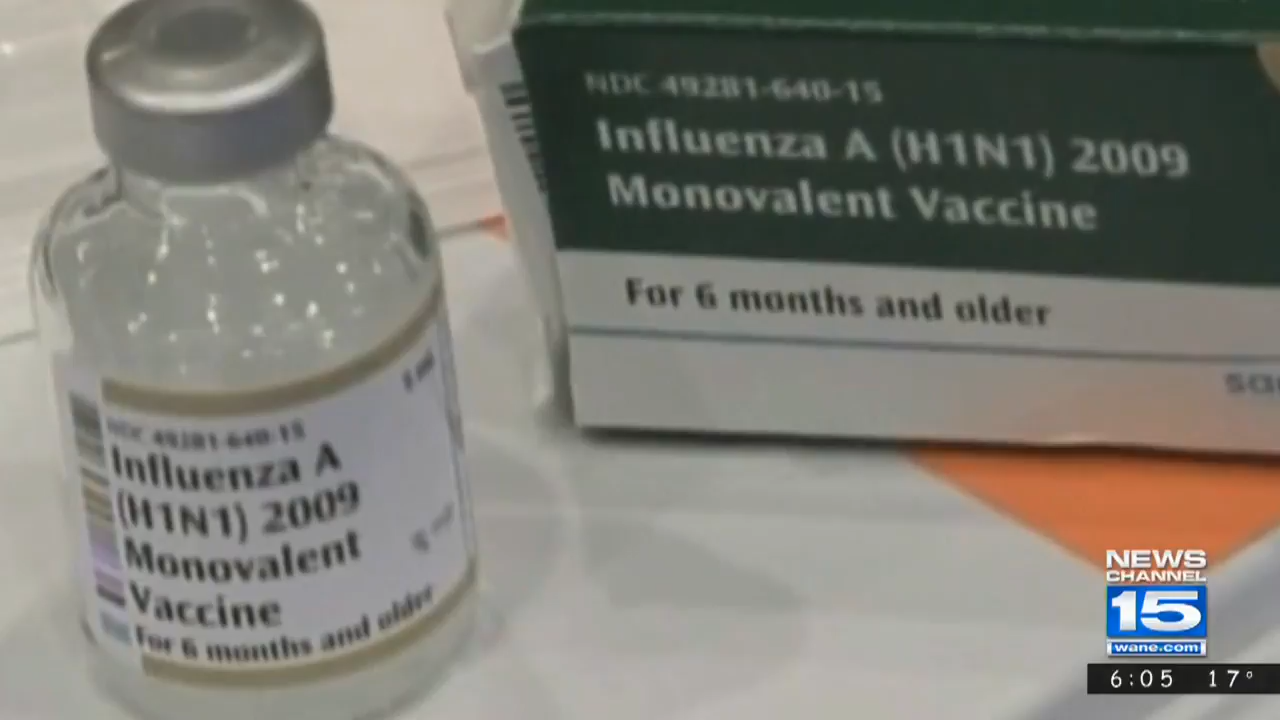 NDC 49281-640-15
Influenza A (H1N1) 2009
Monovalent Vaccine
For 6 months and older
NDC 49281-640-15
Influenza A
(H1N1) 2009
Monovalent
Vaccine
For 6 months and older
NEWS
CHANNEL
15
wane.com
6:05 17°